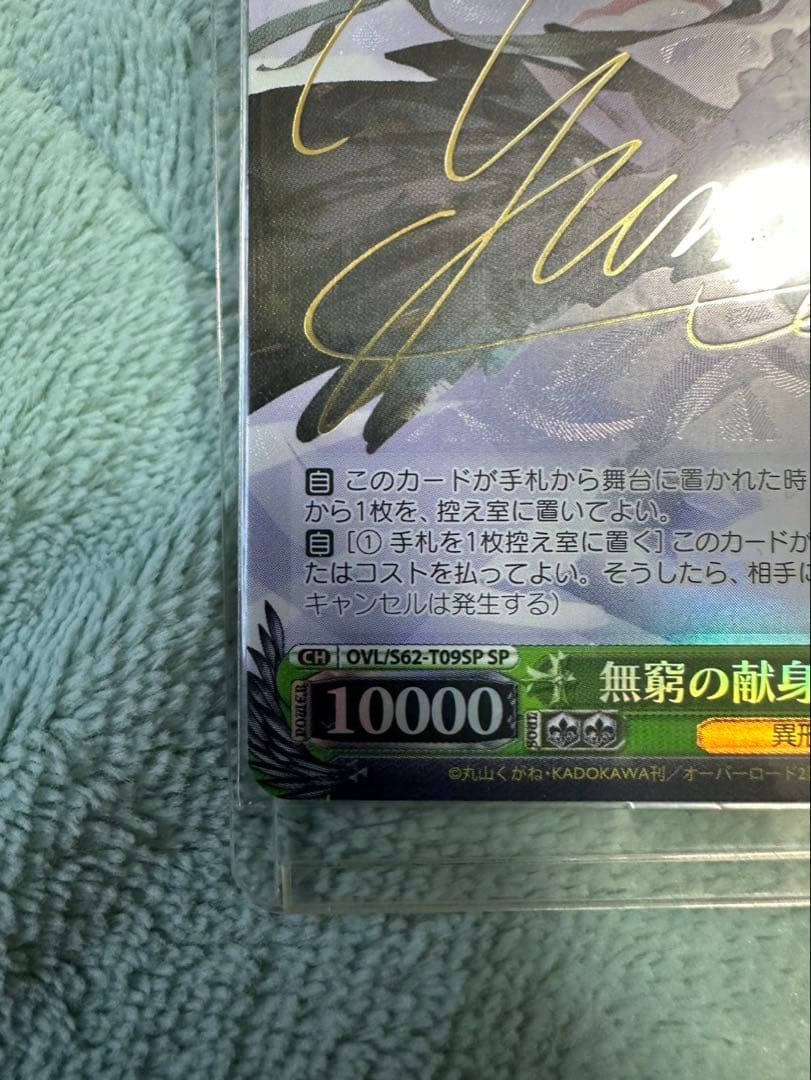 Yum
自 このカードが手札から舞台に置かれた時
から1枚を、控え室に置いてよい。
自 [① 手札を1枚控え室に置く] このカードが
たはコストを払ってよい。そうしたら、相手に
キャンセルは発生する）
CH OVL/S62-T09SP SP
無窮の献身
POWER 10000 SOUL
異形
©丸山くがね・KADOKAWA刊／オーバーロード2